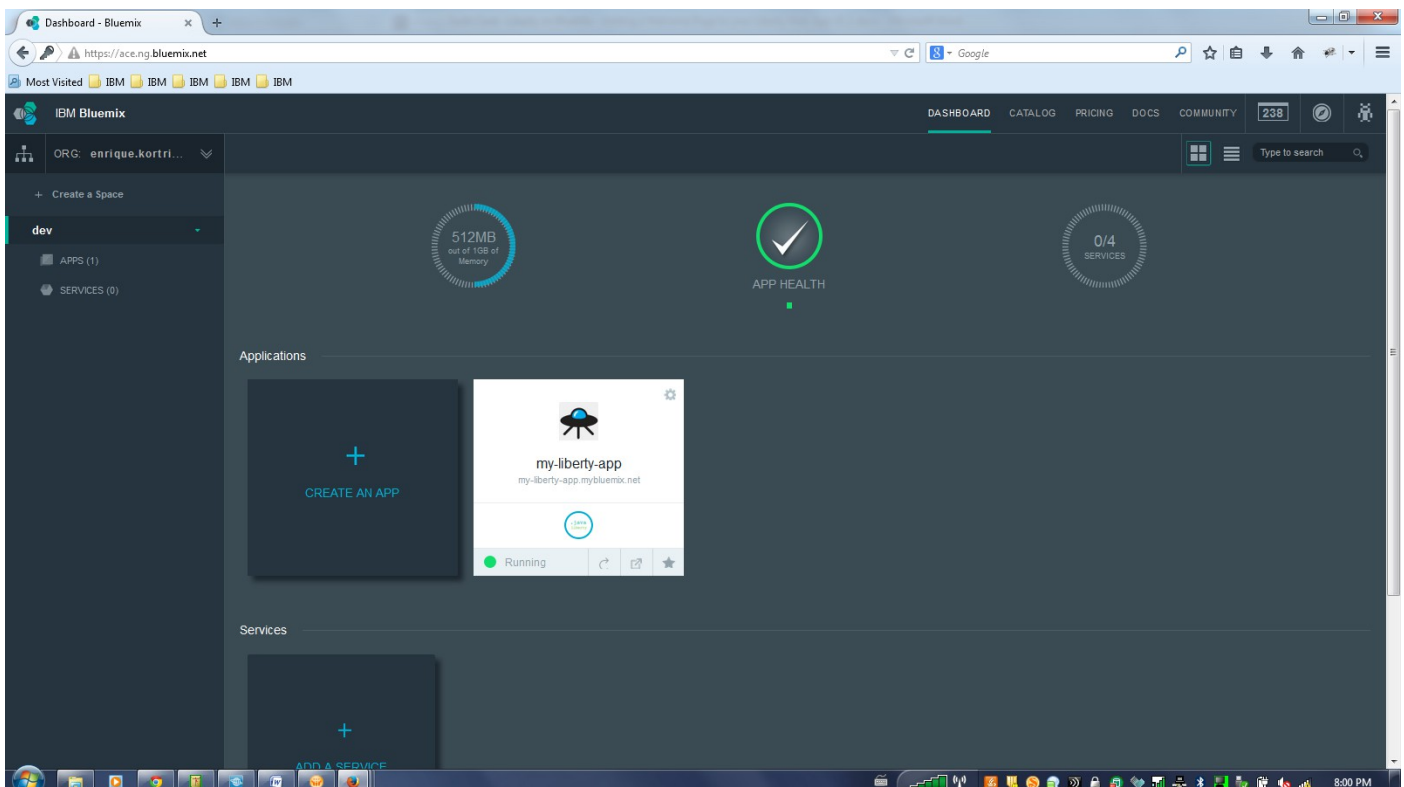 Dashboard - Bluemix
https://ace.ng.bluemix.net
Google
Most Visited IBM IBM IBM IBM IBM
IBM Bluemix
DASHBOARD CATALOG PRICING DOCS COMMUNITY 238
ORG: enrique.kortri...
Type to search
+ Create a Space
dev
APPS (1)
SERVICES (0)
512MB
out of 1GB of
Memory
APP HEALTH
0/4
SERVICES
Applications
+
CREATE AN APP
my-liberty-app
my-liberty-app.mybluemix.net
Running
Services
+
ADD A SERVICE
8:00 PM